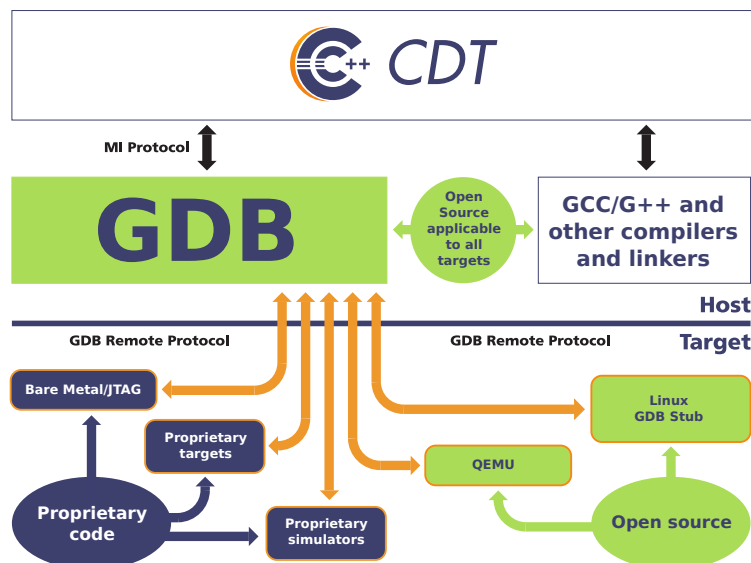 C C++ CDT
MI Protocol
GDB
Open
Source
applicable
to all
targets
GCC/G++ and
other compilers
and linkers
Host
GDB Remote Protocol
GDB Remote Protocol
Target
Bare Metal/JTAG
Linux
GDB Stub
Proprietary
targets
QEMU
Proprietary
code
Proprietary
simulators
Open source